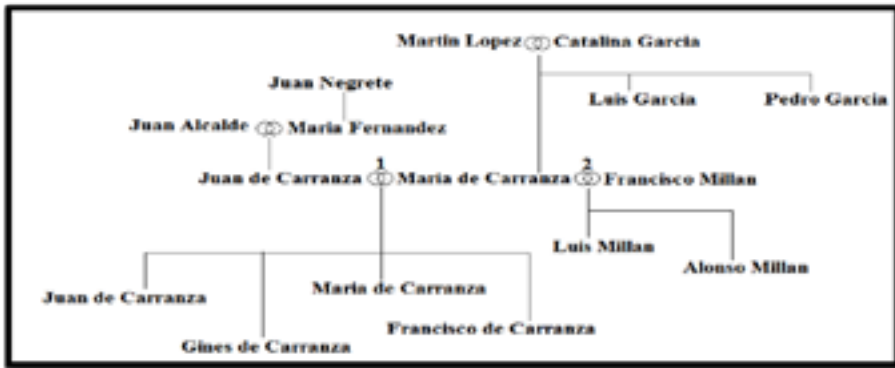 Martin Lopez Catalina Garcia
Juan Negrete
Luis Garcia Pedro Garcia
Juan Alcalde Maria Fernandez
1 2
Juan de Carranza Maria de Carranza Francisco Millan
Luis Millan
Alonso Millan
Juan de Carranza
Maria de Carranza
Francisco de Carranza
Gines de Carranza